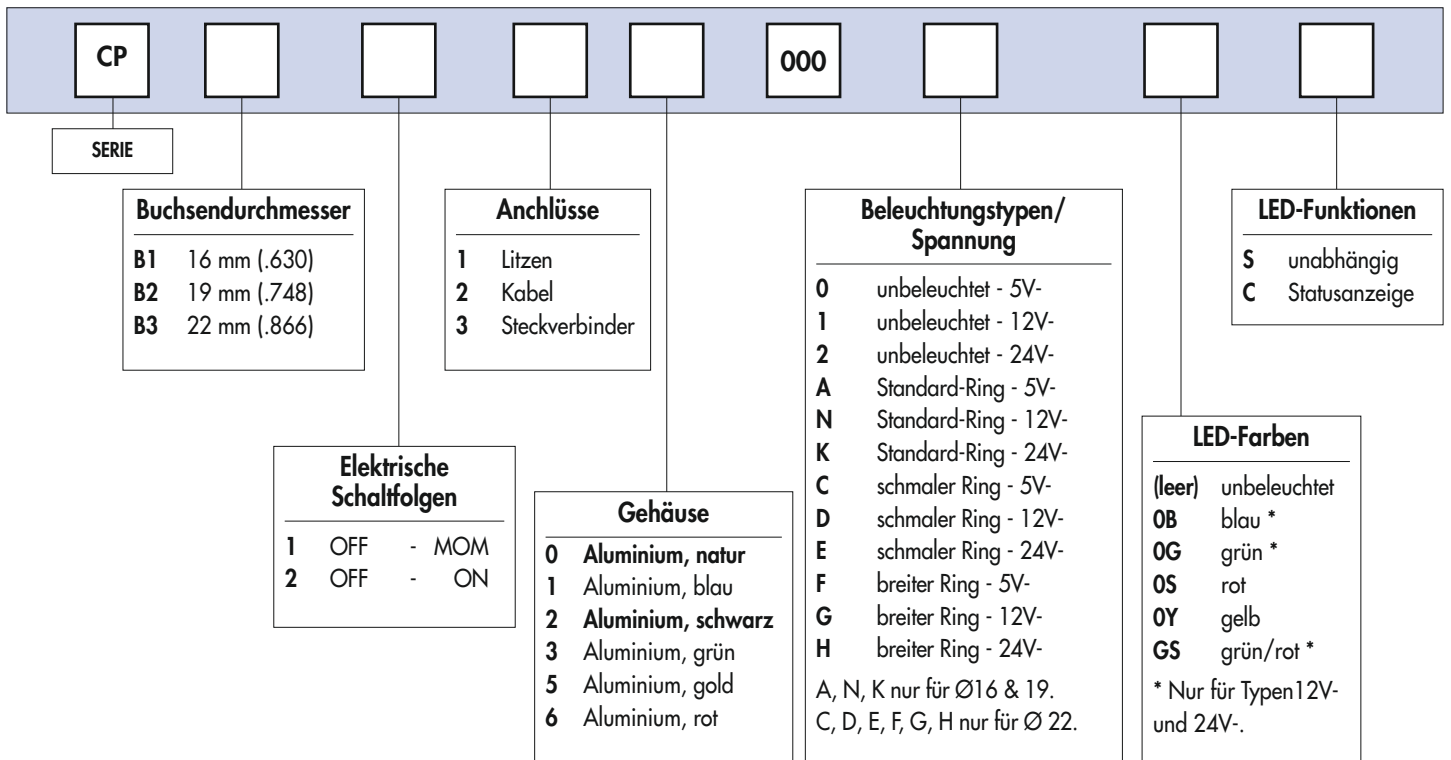 CP
000
SERIE
Buchsendurchmesser
B1 16 mm (.630)
B2 19 mm (.748)
B3 22 mm (.866)
Elektrische
Schaltfolgen
1 OFF - MOM
2 OFF - ON
Anchlüsse
1 Litzen
2 Kabel
3 Steckverbinder
Gehäuse
0 Aluminium, natur
1 Aluminium, blau
2 Aluminium, schwarz
3 Aluminium, grün
5 Aluminium, gold
6 Aluminium, rot
Beleuchtungstypen/
Spannung
0 unbeleuchtet - 5V-
1 unbeleuchtet - 12V-
2 unbeleuchtet - 24V-
A Standard-Ring - 5V-
N Standard-Ring - 12V-
K Standard-Ring - 24V-
C schmaler Ring - 5V-
D schmaler Ring - 12V-
E schmaler Ring - 24V-
F breiter Ring - 5V-
G breiter Ring - 12V-
H breiter Ring - 24V-
A, N, K nur für Ø16 & 19.
C, D, E, F, G, H nur für Ø 22.
LED-Farben
(leer) unbeleuchtet
0B blau *
0G grün *
0S rot
0Y gelb
GS grün/rot *
* Nur für Typen12V-
und 24V-.
LED-Funktionen
S unabhängig
C Statusanzeige